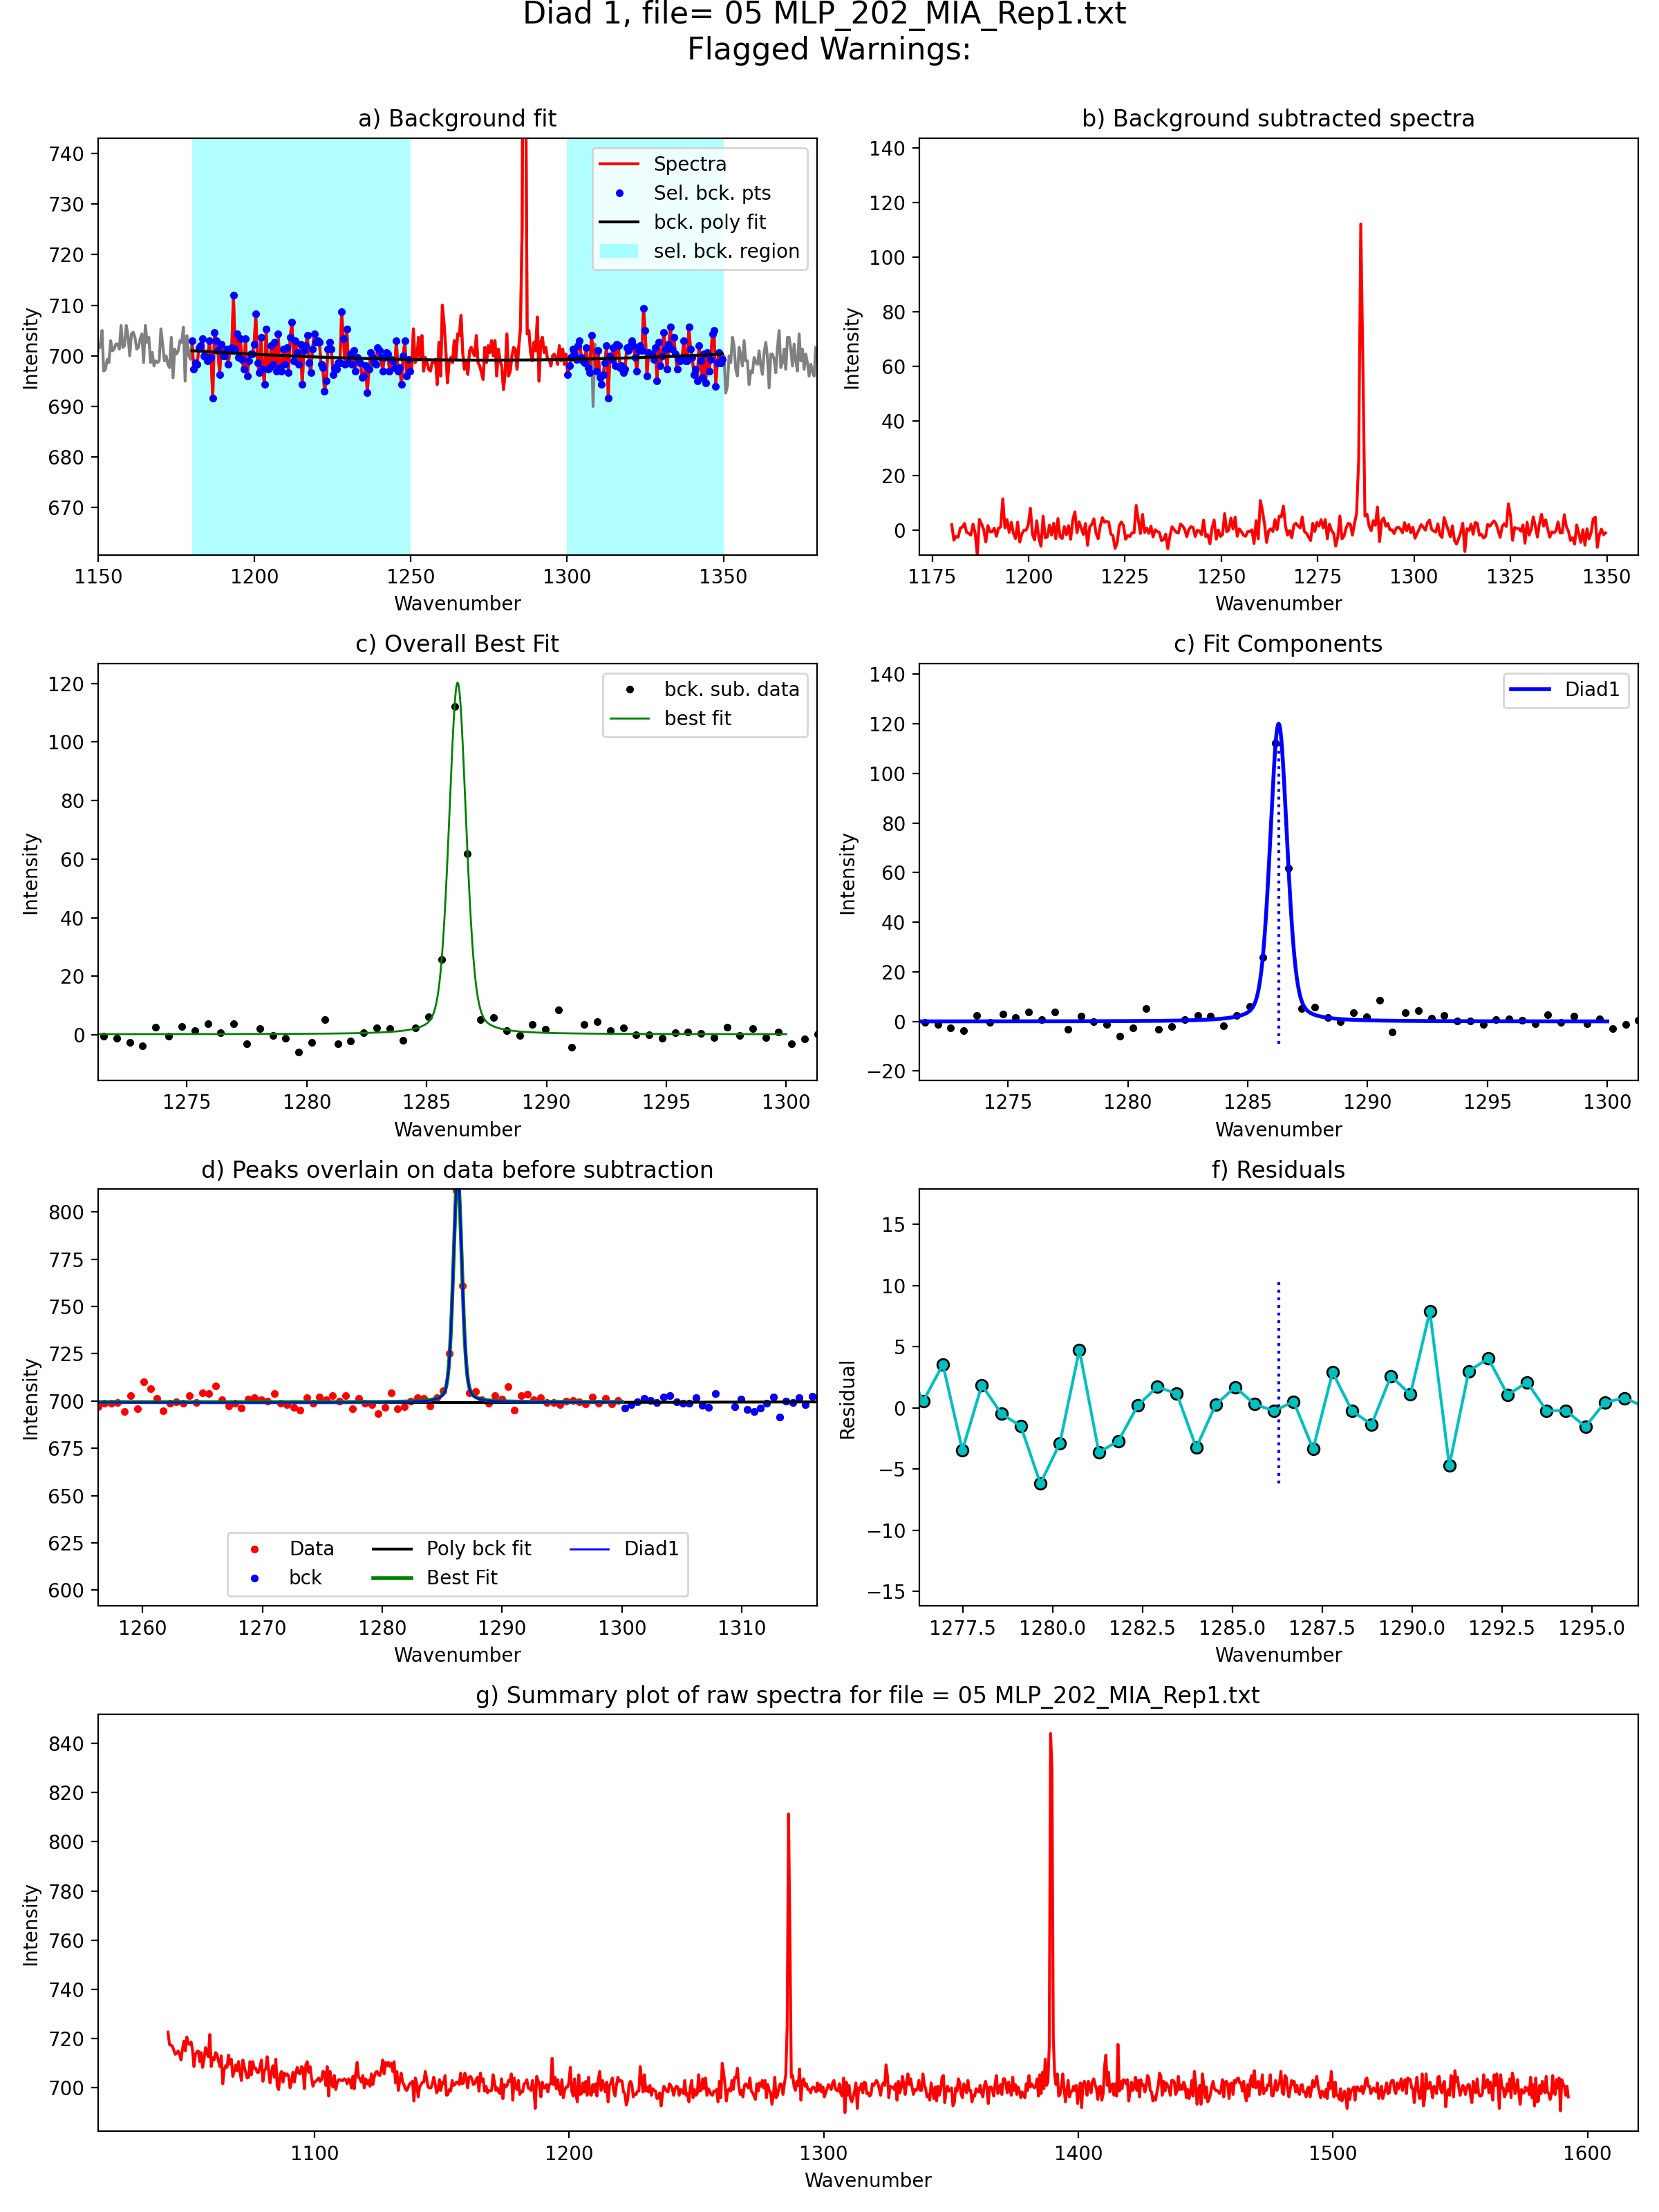 Diad 1, file= 05 MLP_202_MIA_Rep1.txt
Flagged Warnings:
a) Background fit
740
730
720
710
700
690
680
670
Intensity
Spectra
Sel. bck. pts
bck. poly fit
sel. bck. region
1150 1200 1250 1300 1350
Wavenumber
b) Background subtracted spectra
140
120
100
80
60
40
20
0
Intensity
1175 1200 1225 1250 1275 1300 1325 1350
Wavenumber
c) Overall Best Fit
120
100
80
60
40
20
0
Intensity
bck. sub. data
best fit
1275 1280 1285 1290 1295 1300
Wavenumber
c) Fit Components
140
120
100
80
60
40
20
0
−20
Intensity
Diad1
1275 1280 1285 1290 1295 1300
Wavenumber
d) Peaks overlain on data before subtraction
800
775
750
725
700
675
650
625
600
Intensity
Data Poly bck fit Diad1
bck Best Fit
1260 1270 1280 1290 1300 1310
Wavenumber
f) Residuals
15
10
5
0
−5
−10
−15
Residual
1277.5 1280.0 1282.5 1285.0 1287.5 1290.0 1292.5 1295.0
Wavenumber
g) Summary plot of raw spectra for file = 05 MLP_202_MIA_Rep1.txt
840
820
800
780
760
740
720
700
Intensity
1100 1200 1300 1400 1500 1600
Wavenumber